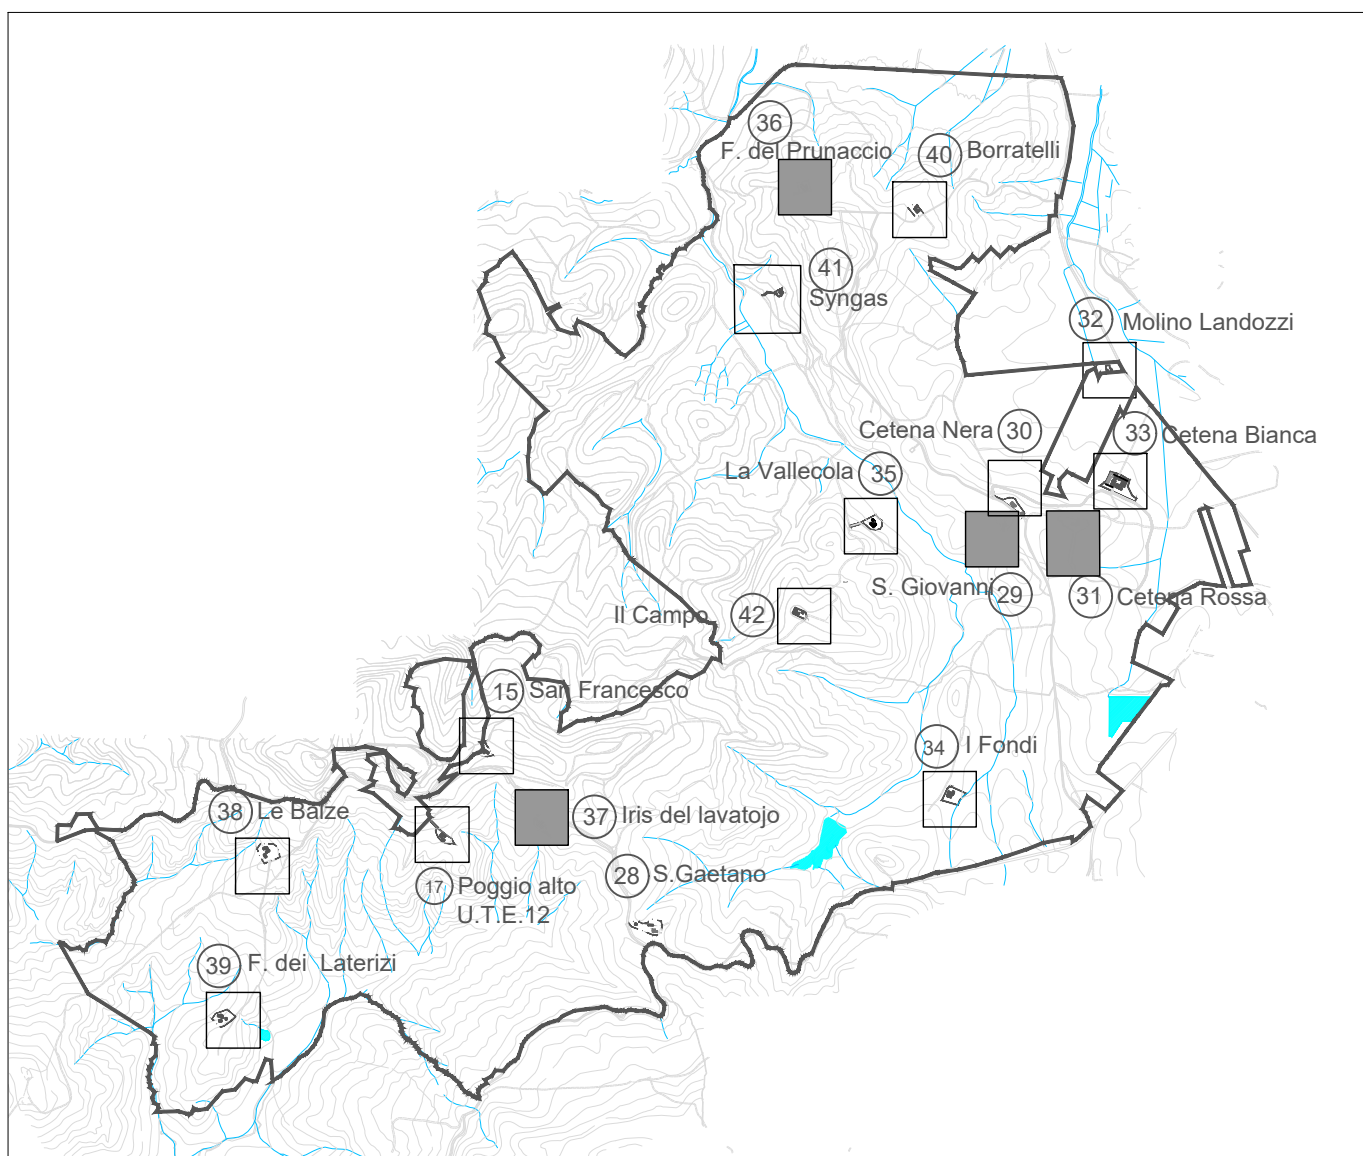 36
F. del Prunaccio
40 Borratelli
41
Syngas
32 Molino Landozzi
Cetena Nera 30
33 Cetena Bianca
La Vallecola 35
S. Giovanni 29
31 Cetena Rossa
Il Campo 42
15 San Francesco
34 I Fondi
38 Le Balze
37 Iris del lavatojo
28 S.Gaetano
17 Poggio alto
U.T.E.12
39 F. dei Laterizi